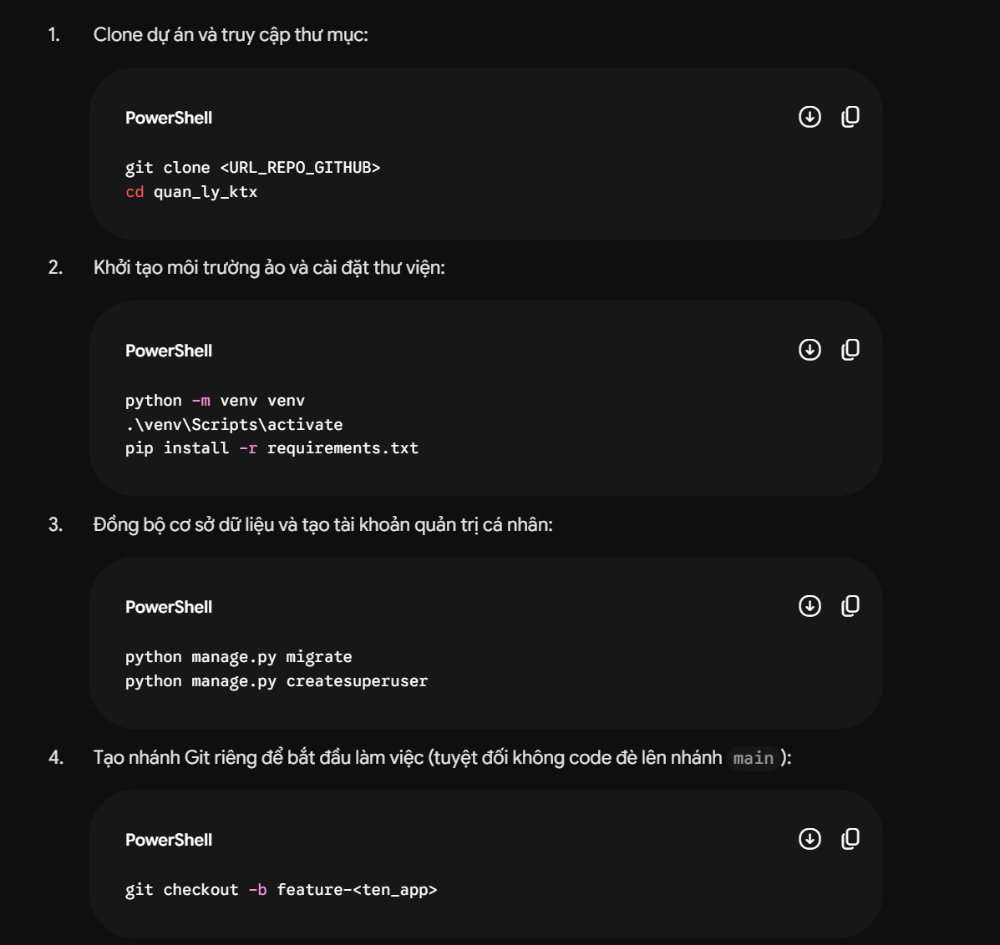 1. Clone dự án và truy cập thư mục:
PowerShell
git clone <URL_REPO_GITHUB>
cd quan_ly_ktx
2. Khởi tạo môi trường ảo và cài đặt thư viện:
PowerShell
python -m venv venv
.\venv\Scripts\activate
pip install -r requirements.txt
3. Đồng bộ cơ sở dữ liệu và tạo tài khoản quản trị cá nhân:
PowerShell
python manage.py migrate
python manage.py createsuperuser
4. Tạo nhánh Git riêng để bắt đầu làm việc (tuyệt đối không code đè lên nhánh main):
PowerShell
git checkout -b feature-<ten_app>